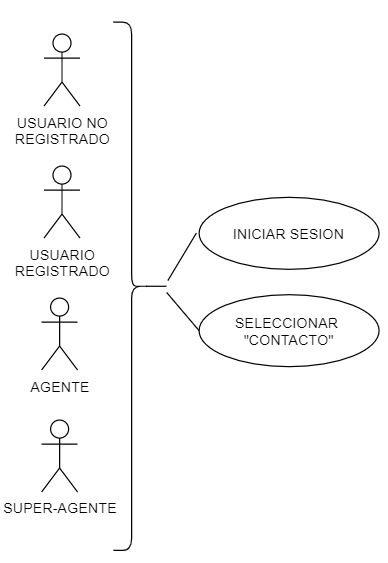 USUARIO NO
REGISTRADO
USUARIO
REGISTRADO
AGENTE
SUPER-AGENTE
INICIAR SESION
SELECCIONAR
"CONTACTO"